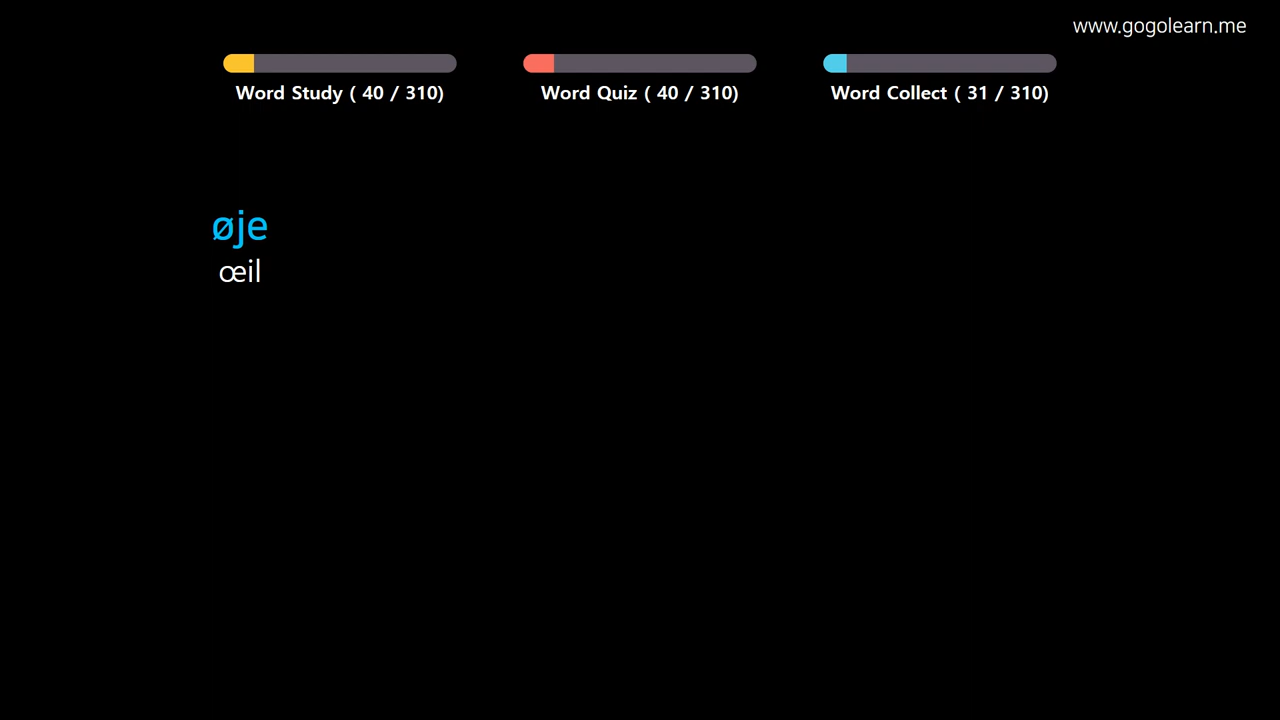 www.gogolearn.me
Word Study ( 40 / 310)
Word Quiz ( 40 / 310)
Word Collect ( 31 / 310)
øje
œil